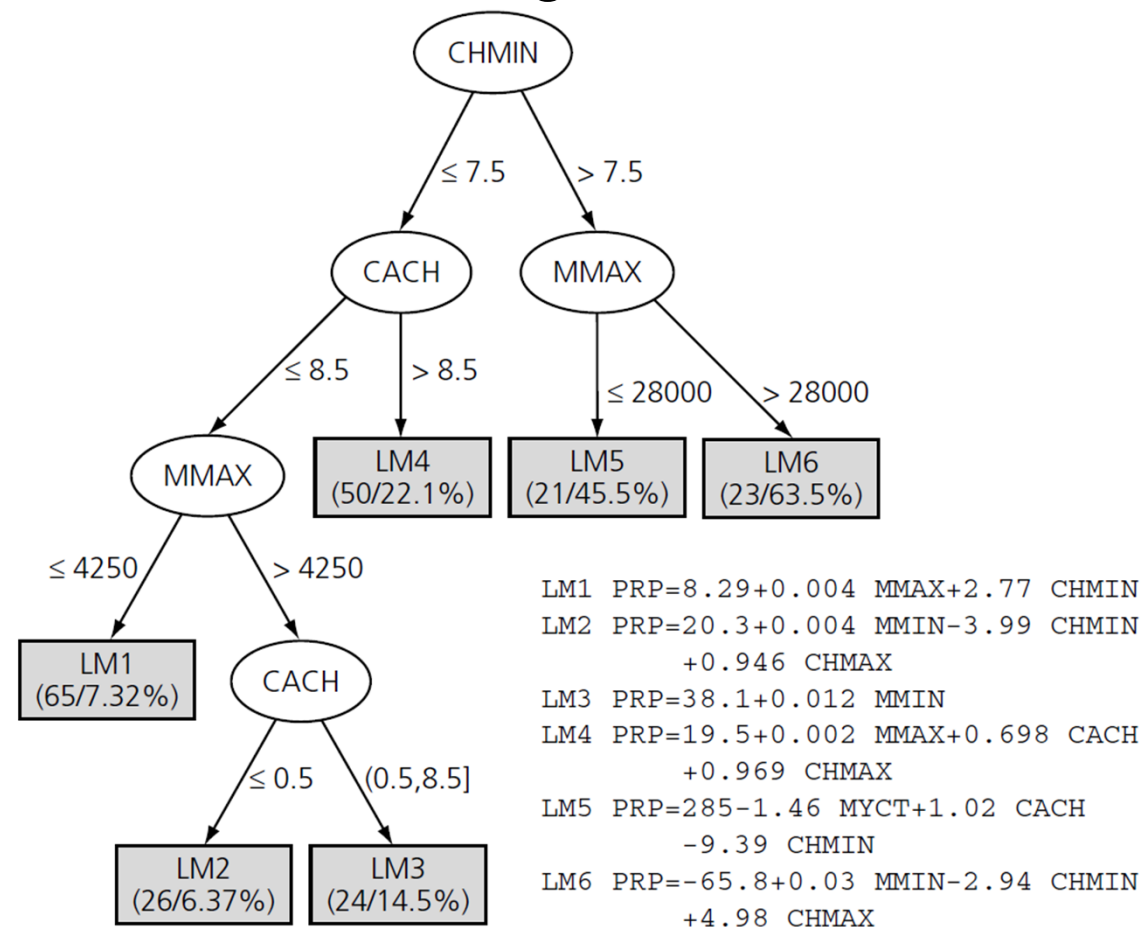 CHMIN
≤ 7.5
> 7.5
CACH
MMAX
≤ 8.5
> 8.5
≤ 28000
> 28000
MMAX
LM4
(50/22.1%)
LM5
(21/45.5%)
LM6
(23/63.5%)
≤ 4250
> 4250
LM1
(65/7.32%)
CACH
≤ 0.5
(0.5,8.5]
LM2
(26/6.37%)
LM3
(24/14.5%)
LM1 PRP=8.29+0.004 MMAX+2.77 CHMIN
LM2 PRP=20.3+0.004 MMIN-3.99 CHMIN
+0.946 CHMAX
LM3 PRP=38.1+0.012 MMIN
LM4 PRP=19.5+0.002 MMAX+0.698 CACH
+0.969 CHMAX
LM5 PRP=285-1.46 MYCT+1.02 CACH
-9.39 CHMIN
LM6 PRP=-65.8+0.03 MMIN-2.94 CHMIN
+4.98 CHMAX